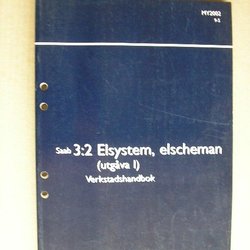 MY2002
9-3
Saab 3:2 Elsystem, elscheman
(utgåva 1)
Verkstadshandbok